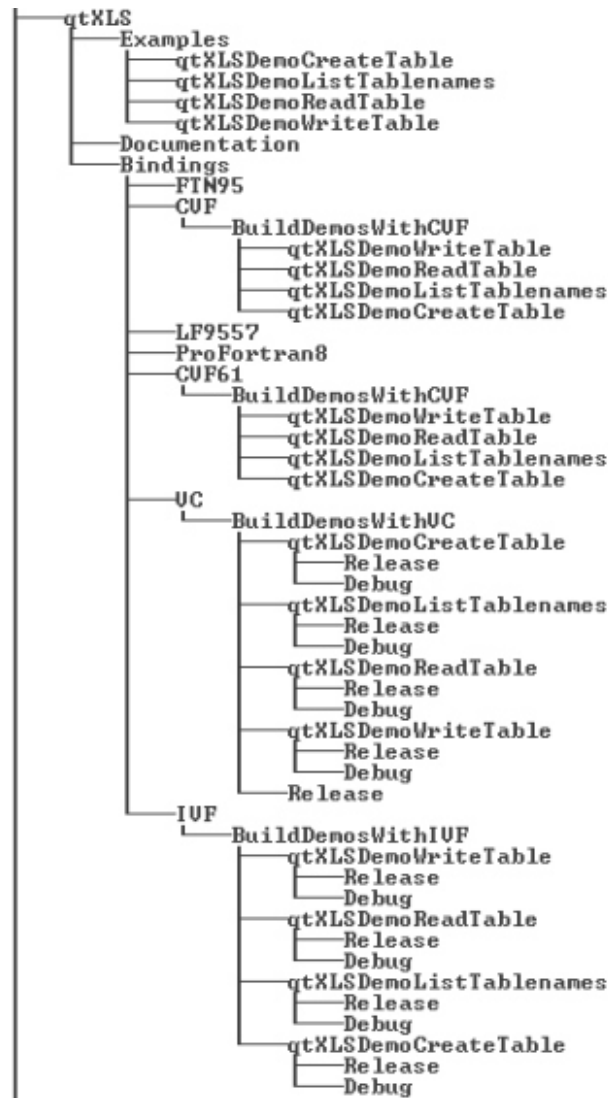 qtXLS
Examples
qtXLSDemoCreateTable
qtXLSDemoListTablenames
qtXLSDemoReadTable
qtXLSDemoWriteTable
Documentation
Bindings
FTN95
CVF
BuildDemosWithCVF
qtXLSDemoWriteTable
qtXLSDemoReadTable
qtXLSDemoListTablenames
qtXLSDemoCreateTable
LF9557
ProFortran8
CVF61
BuildDemosWithCVF
qtXLSDemoWriteTable
qtXLSDemoReadTable
qtXLSDemoListTablenames
qtXLSDemoCreateTable
VC
BuildDemosWithVC
qtXLSDemoCreateTable
Release
Debug
qtXLSDemoListTablenames
Release
Debug
qtXLSDemoReadTable
Release
Debug
qtXLSDemoWriteTable
Release
Debug
Release
IVF
BuildDemosWithIVF
qtXLSDemoWriteTable
Release
Debug
qtXLSDemoReadTable
Release
Debug
qtXLSDemoListTablenames
Release
Debug
qtXLSDemoCreateTable
Release
Debug